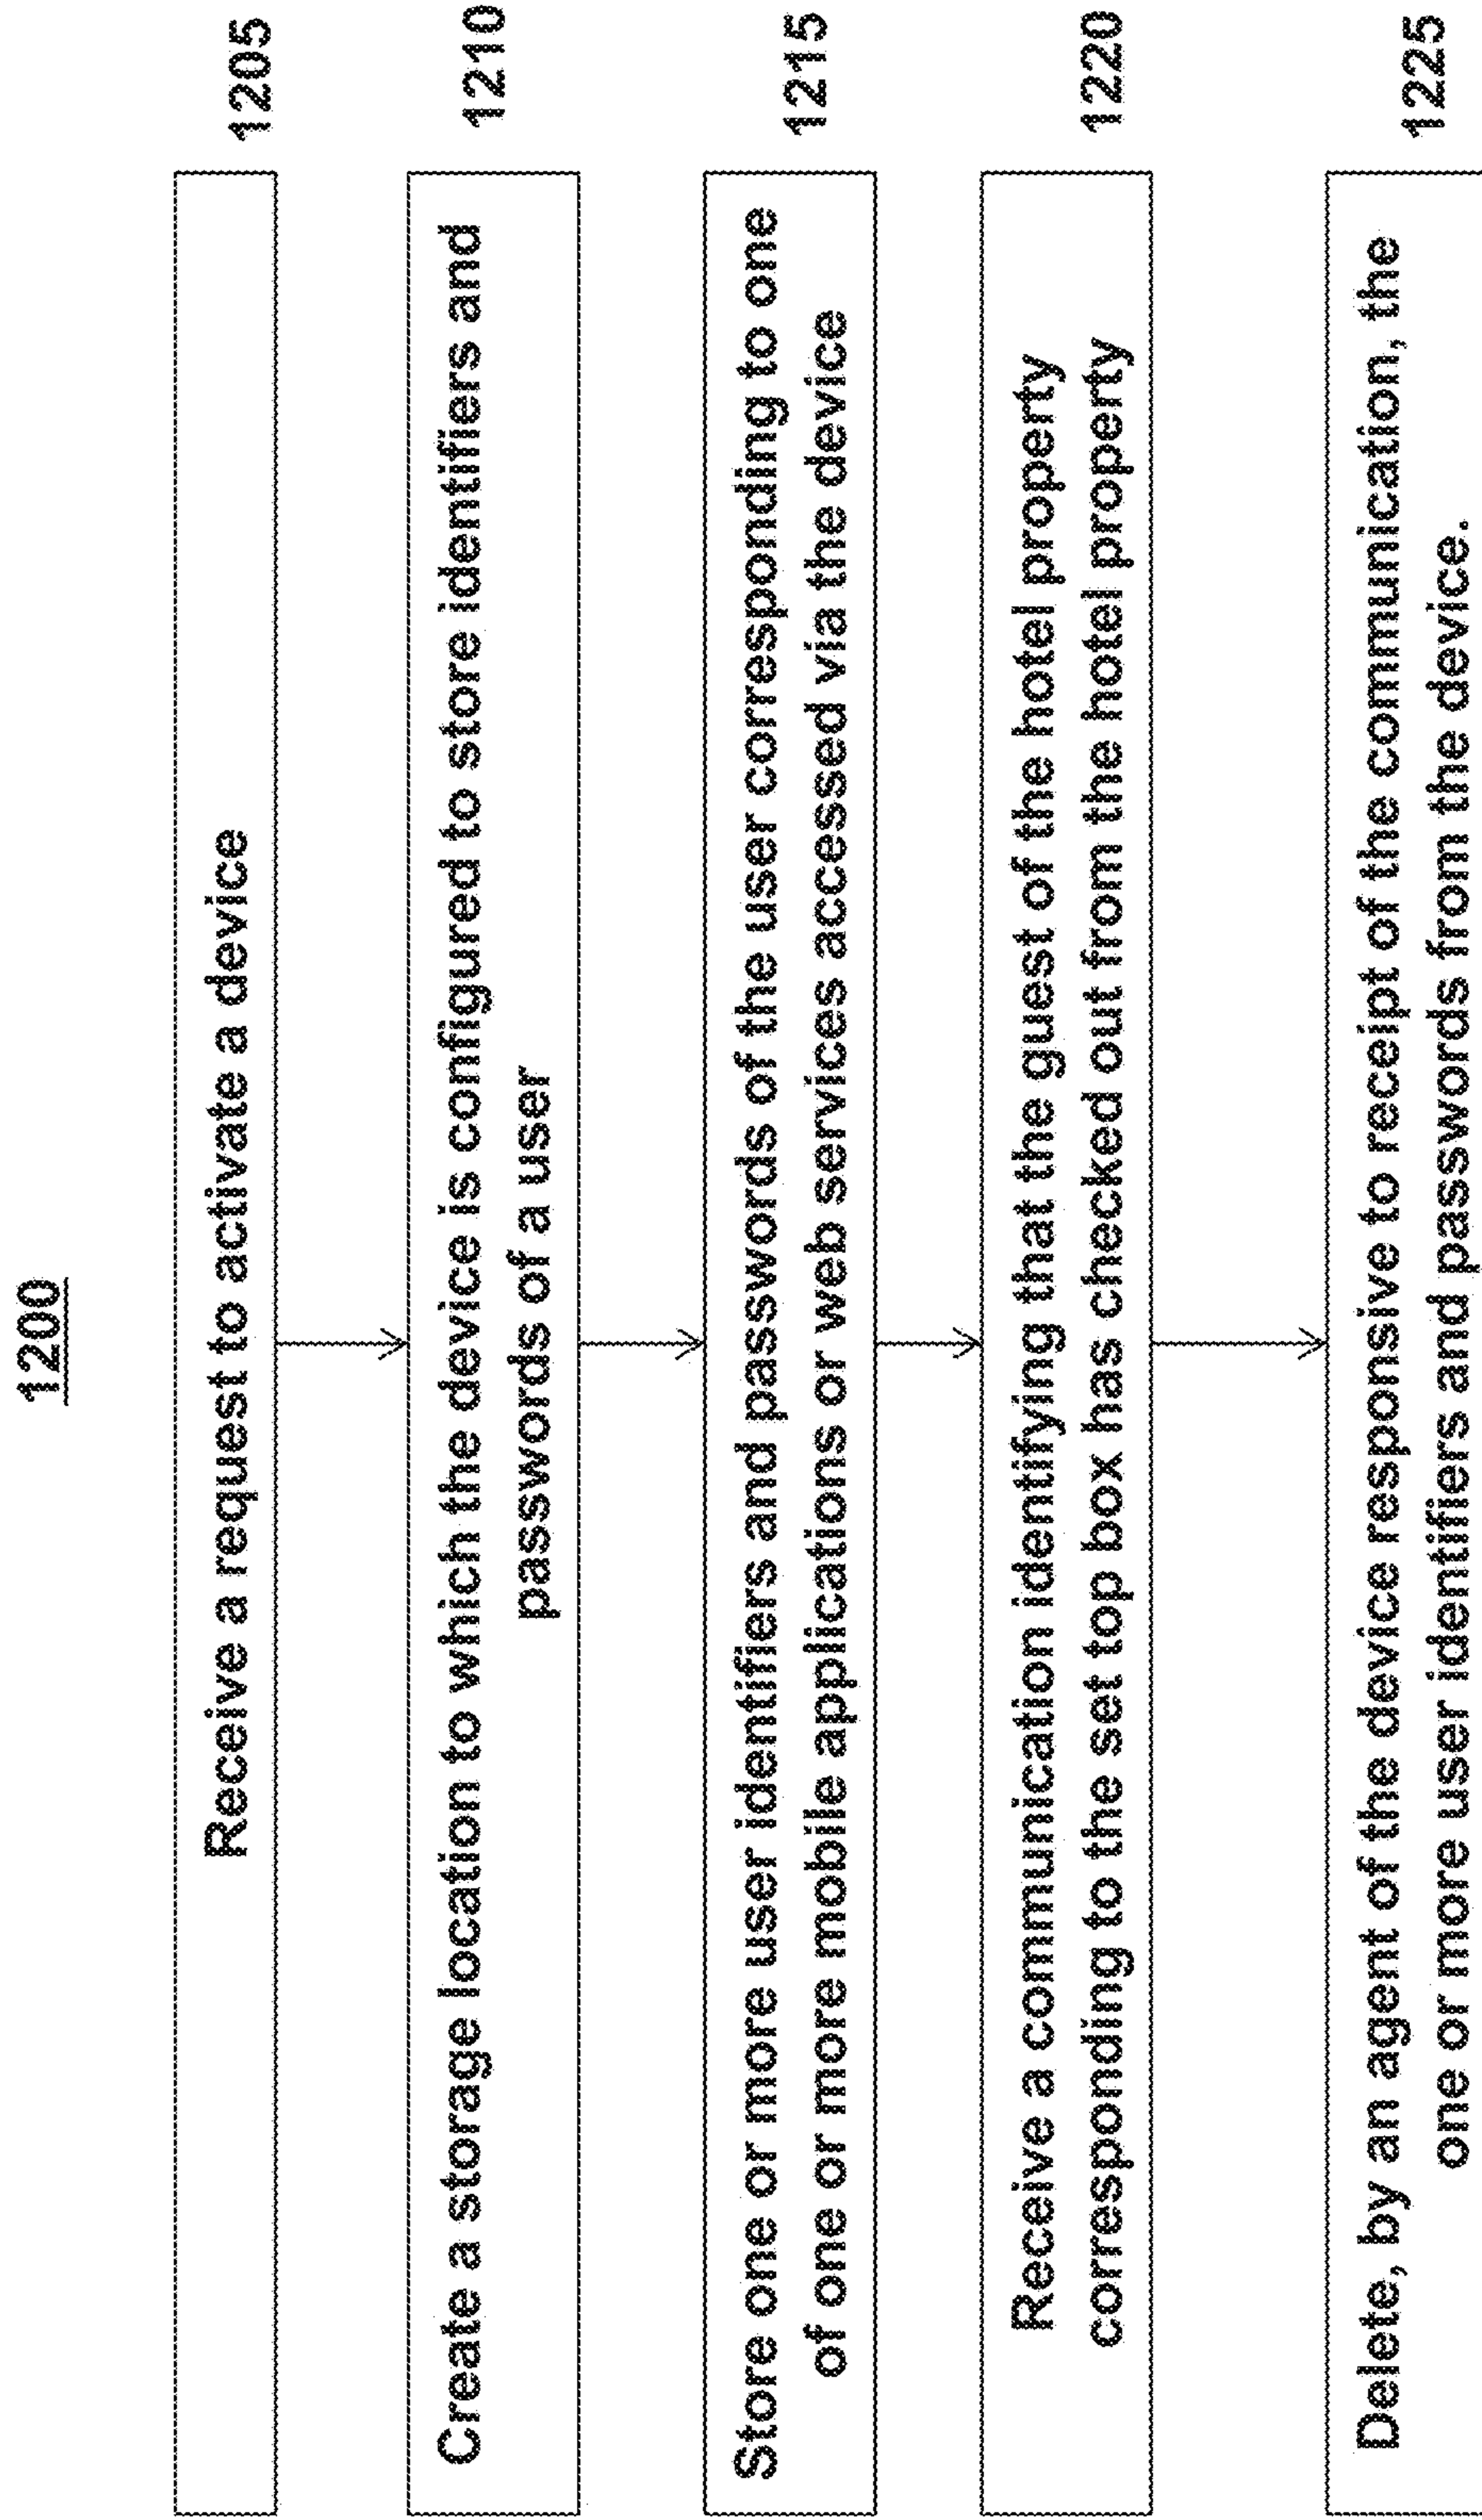 1200
Receive a request to activate a device
1205
Create a storage location to which the device is configured to store identifiers and
passwords of a user
1210
Store one or more user identifiers and passwords of the user corresponding to one
of one or more mobile applications or web services accessed via the device
1215
Receive a communication identifying that the guest of the hotel property
corresponding to the set top box has checked out from the hotel property
1220
Delete, by an agent of the device responsive to receipt of the communication, the
one or more user identifiers and passwords from the device.
1225